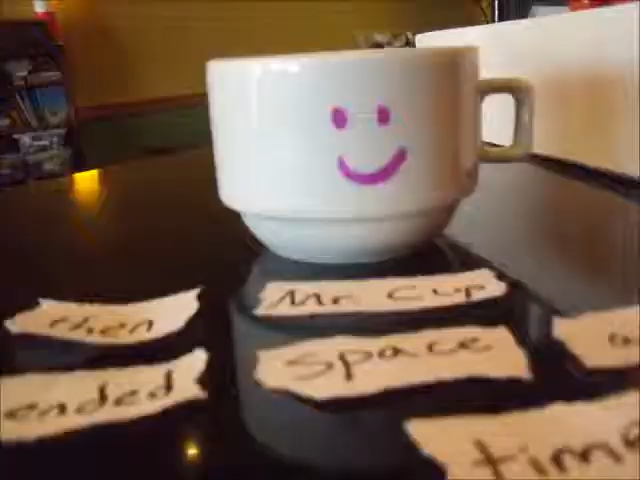 then
Mr. Cup
ended
space
a
time